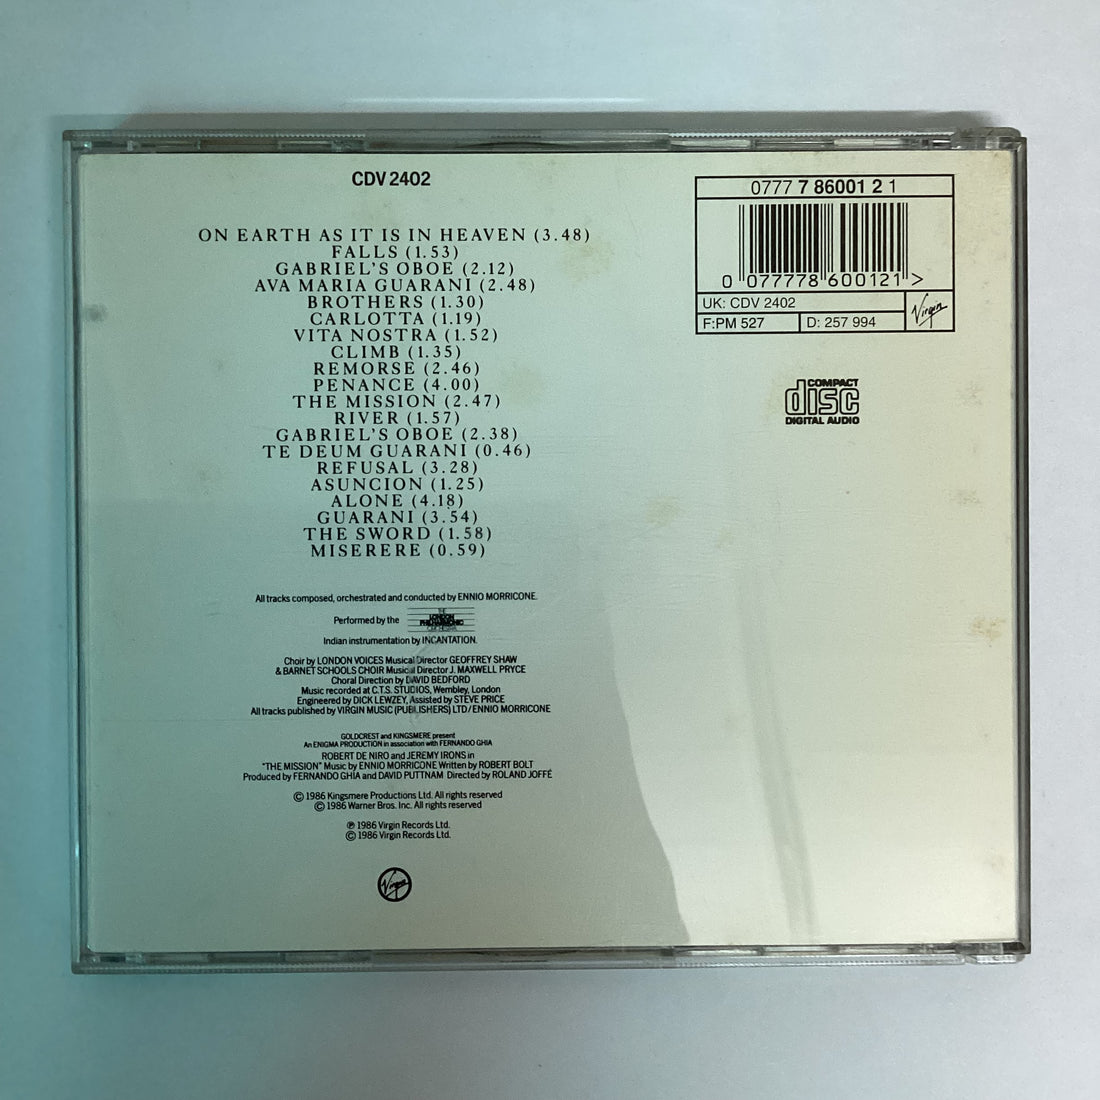 CDV 2402
ON EARTH AS IT IS IN HEAVEN (3.48)
FALLS (1.53)
GABRIEL'S OBOE (2.12)
AVA MARIA GUARANI (2.48)
BROTHERS (1.30)
CARLOTTA (1.19)
VITA NOSTRA (1.52)
CLIMB (1.35)
REMORSE (2.46)
PENANCE (4.00)
THE MISSION (2.47)
RIVER (1.57)
GABRIEL'S OBOE (2.38)
TE DEUM GUARANI (0.46)
REFUSAL (3.28)
ASUNCION (1.25)
ALONE (4.18)
GUARANI (3.54)
THE SWORD (1.58)
MISERERE (0.59)
All tracks composed, orchestrated and conducted by ENNIO MORRICONE.
Performed by the THE LONDON PHILHARMONIC ORCHESTRA
Indian instrumentation by INCANTATION.
Choir by LONDON VOICES Musical Director GEOFFREY SHAW
& BARNET SCHOOLS CHOIR Musical Director J. MAXWELL PRYCE
Choral Direction by DAVID BEDFORD
Music recorded at C.T.S. STUDIOS, Wembley, London
Engineered by DICK LEWZEY, Assisted by STEVE PRICE
All tracks published by VIRGIN MUSIC (PUBLISHERS) LTD/ENNIO MORRICONE
GOLDCREST and KINGSMERE present
An ENIGMA PRODUCTION in association with FERNANDO GHIA
ROBERT DE NIRO and JEREMY IRONS in
"THE MISSION" Music by ENNIO MORRICONE Written by ROBERT BOLT
Produced by FERNANDO GHIA and DAVID PUTTNAM Directed by ROLAND JOFFÉ
© 1986 Kingsmere Productions Ltd. All rights reserved
© 1986 Warner Bros. Inc. All rights reserved
℗ 1986 Virgin Records Ltd.
© 1986 Virgin Records Ltd.
Virgin
0777 7 86001 2 1
0 077778 600121 >
UK: CDV 2402
F:PM 527
D: 257 994
Virgin
COMPACT
disc
DIGITAL AUDIO